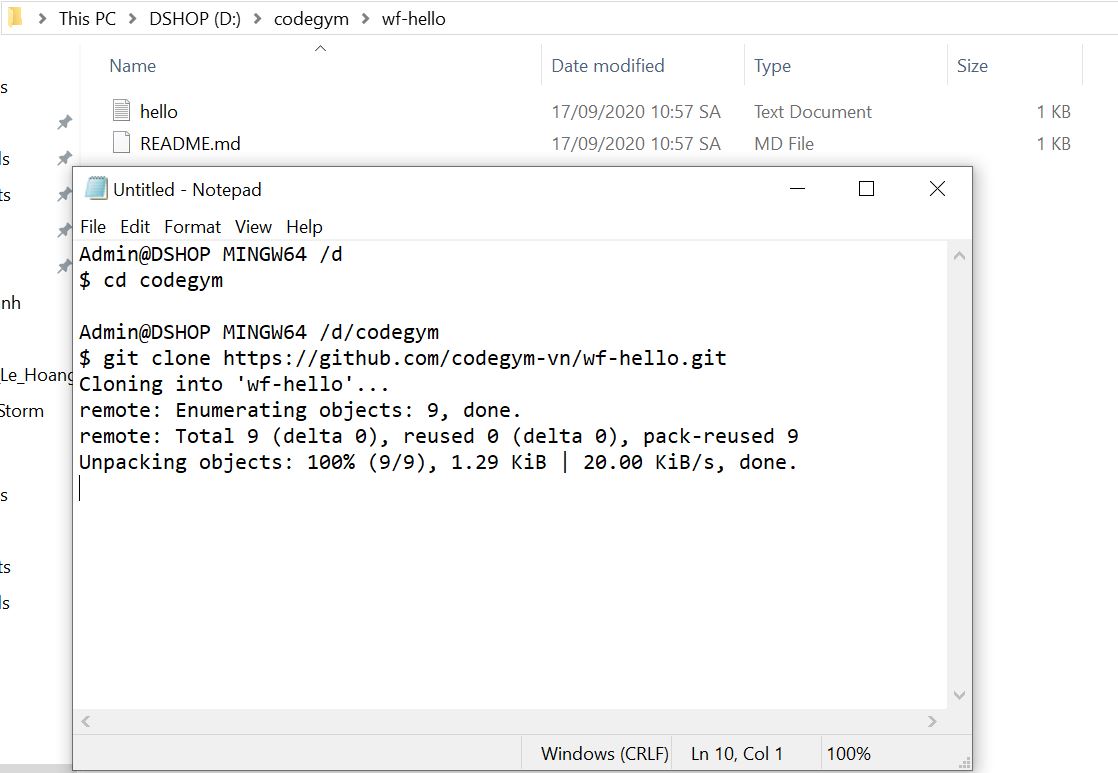 This PC > DSHOP (D:) > codegym > wf-hello
Name Date modified Type Size
s
hello 17/09/2020 10:57 SA Text Document 1 KB
README.md 17/09/2020 10:57 SA MD File 1 KB
ls
ts
nh
_Le_Hoang
Storm
s
ts
ls
Untitled - Notepad
File Edit Format View Help
Admin@DSHOP MINGW64 /d
$ cd codegym
Admin@DSHOP MINGW64 /d/codegym
$ git clone https://github.com/codegym-vn/wf-hello.git
Cloning into 'wf-hello'...
remote: Enumerating objects: 9, done.
remote: Total 9 (delta 0), reused 0 (delta 0), pack-reused 9
Unpacking objects: 100% (9/9), 1.29 KiB | 20.00 KiB/s, done.
Windows (CRLF) Ln 10, Col 1 100%